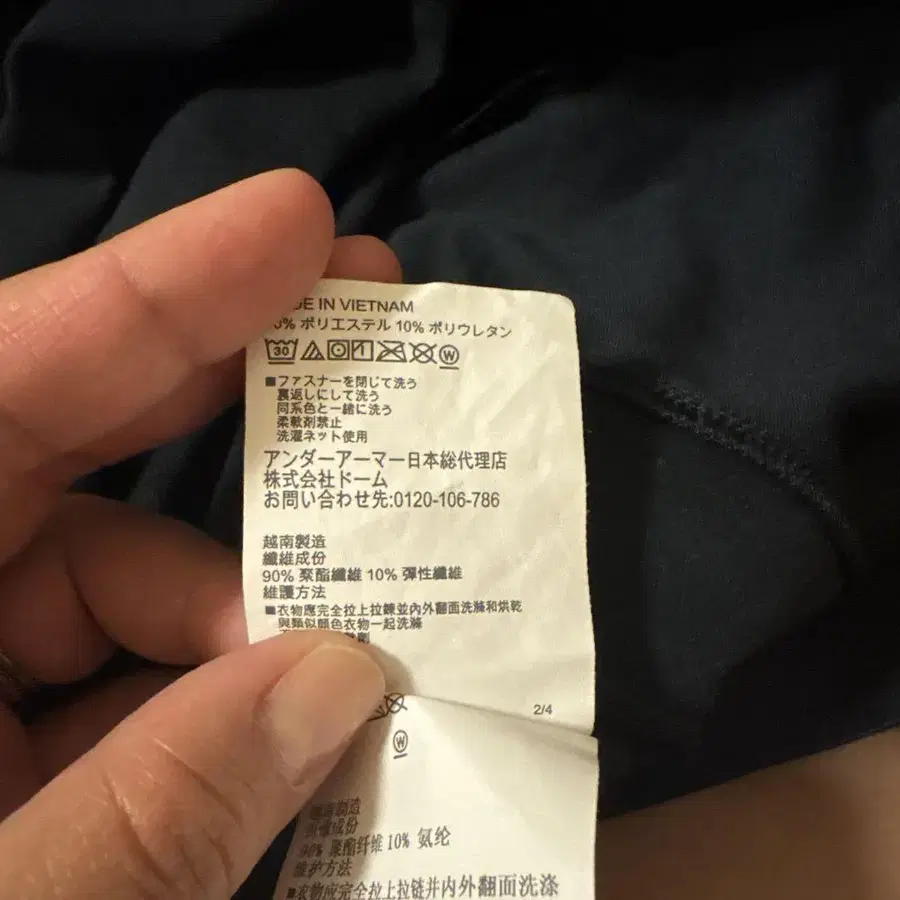 IN VIETNAM
ポリエステル 10% ポリウレタン
30 W
■ファスナーを閉じて洗う
裏返しにして洗う
同系色と一緒に洗う
柔軟剤禁止
洗濯ネット使用
アンダーアーマー日本総代理店
株式会社ドーム
お問い合わせ先:0120-106-786
越南製造
纖維成份
90% 聚酯纖維 10% 彈性纖維
維護方法
■衣物應完全拉上拉鍊並內外翻面洗滌和烘乾
與類似顏色衣物一起洗滌
2/4
W
制造
成份
90% 聚酯纤维 10% 氨纶
维护方法
■衣物应完全拉上拉链并内外翻面洗涤